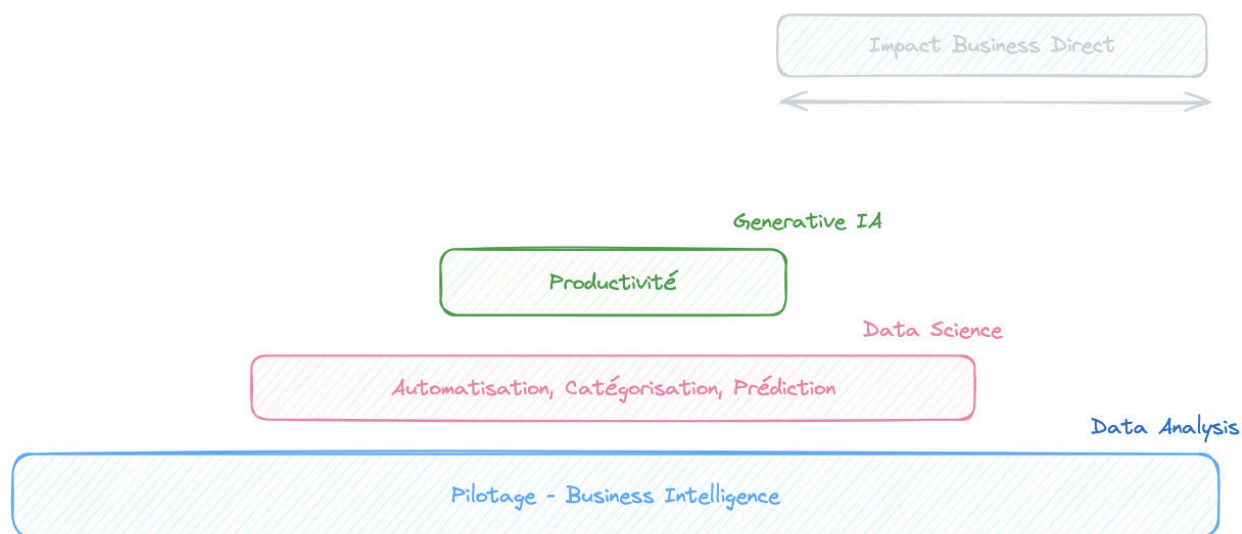 Impact Business Direct
Generative IA
Productivité
Data Science
Automatisation, Catégorisation, Prédiction
Data Analysis
Pilotage - Business Intelligence